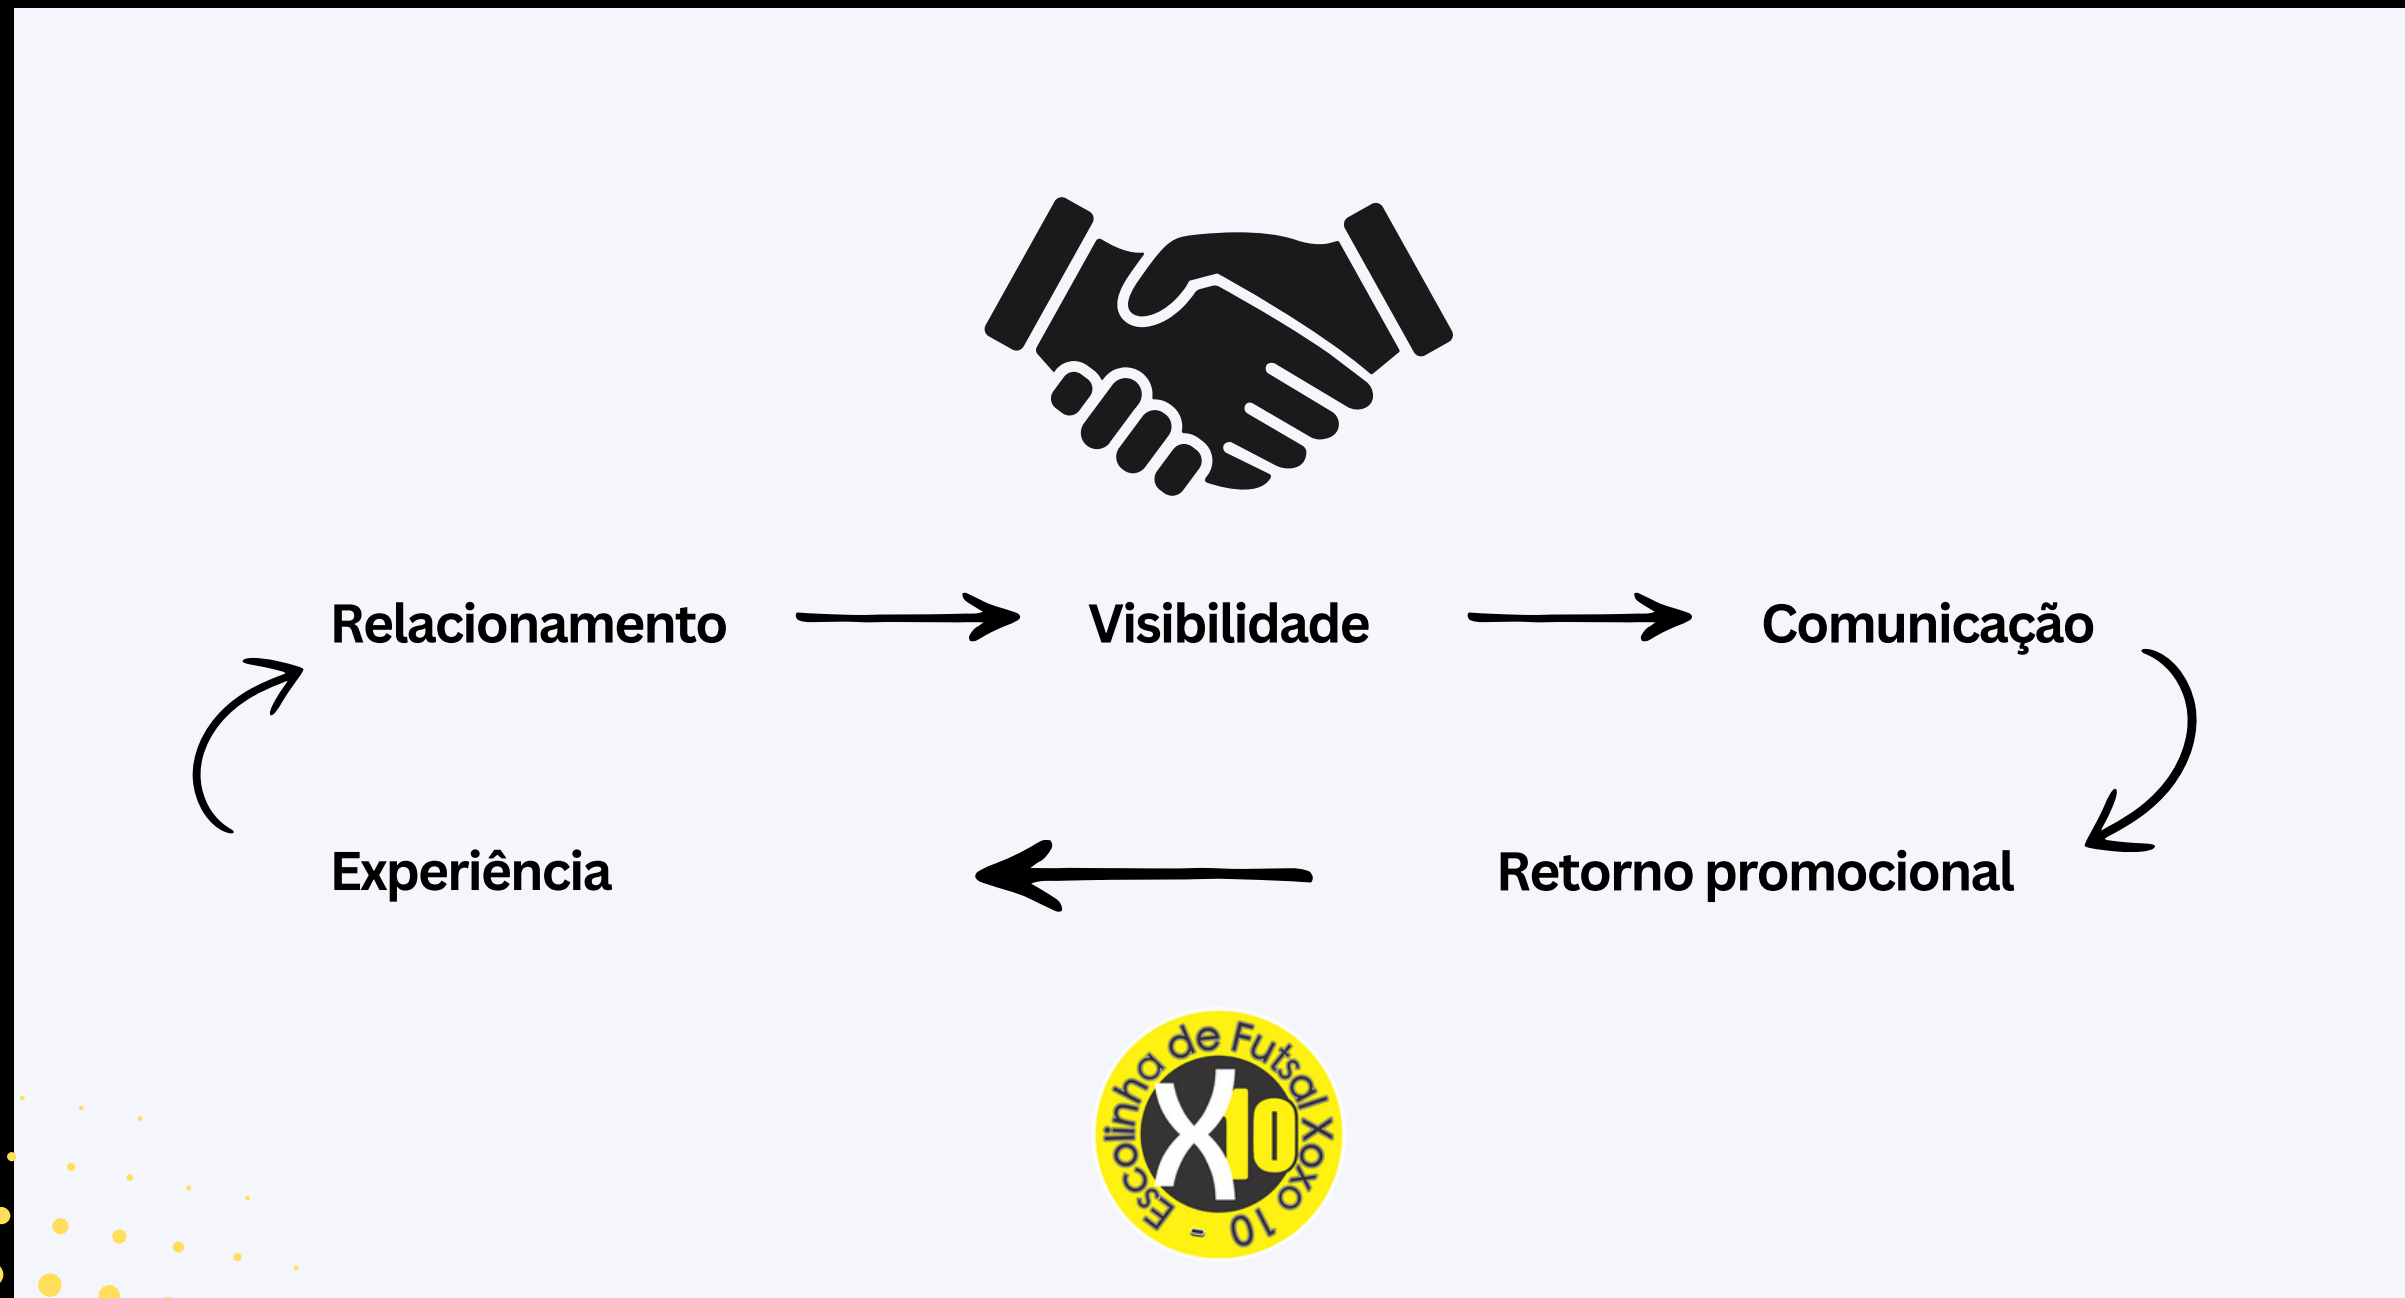 Relacionamento
Visibilidade
Comunicação
Experiência
Retorno promocional
Escolinha de Futsal Xoxo 10 -
X10